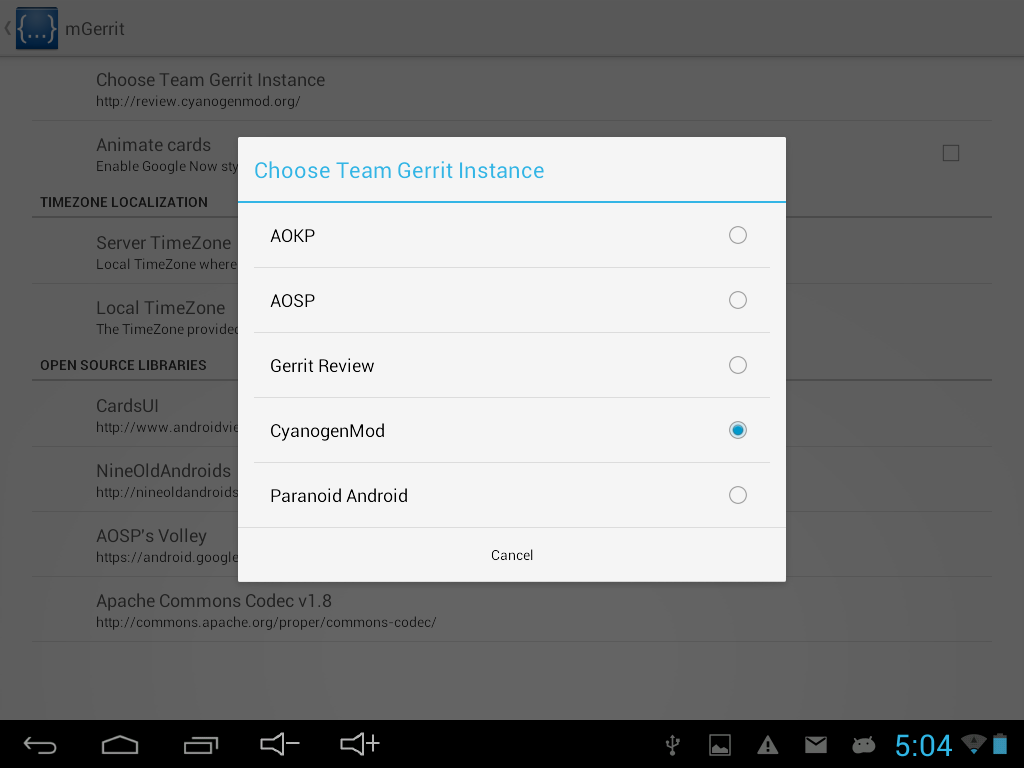 {...} mGerrit
Choose Team Gerrit Instance
http://review.cyanogenmod.org/
Animate cards
Enable Google Now sty
TIMEZONE LOCALIZATION
Server TimeZone
Local TimeZone where
Local TimeZone
The TimeZone provided
OPEN SOURCE LIBRARIES
CardsUI
http://www.androidvie
NineOldAndroids
http://nineoldandroids
AOSP's Volley
https://android.google
Apache Commons Codec v1.8
http://commons.apache.org/proper/commons-codec/
Choose Team Gerrit Instance
AOKP
AOSP
Gerrit Review
CyanogenMod
Paranoid Android
Cancel
5:04